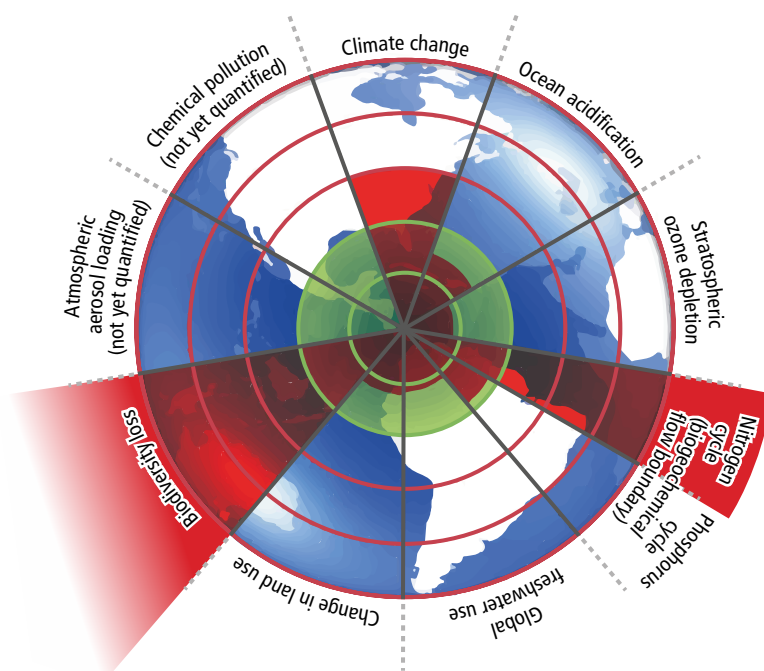 Climate change
Ocean acidification
Stratospheric
ozone depletion
Nitrogen
cycle
(biogeochemical
flow boundary)
Phosphorus
cycle
Global
freshwater use
Change in land use
Biodiversity loss
Atmospheric
aerosol loading
(not yet quantified)
Chemical pollution
(not yet quantified)